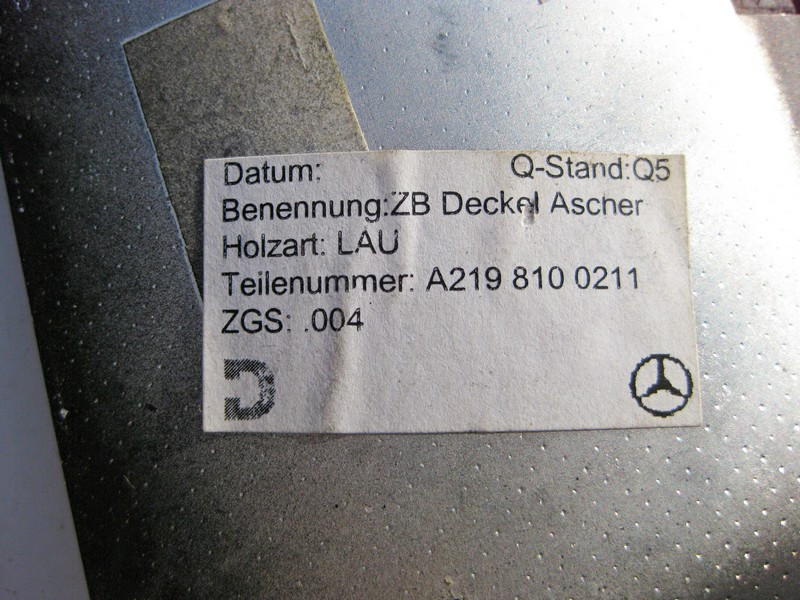 Datum: Q-Stand:Q5
Benennung:ZB Deckel Ascher
Holzart: LAU
Teilenummer: A219 810 0211
ZGS: .004